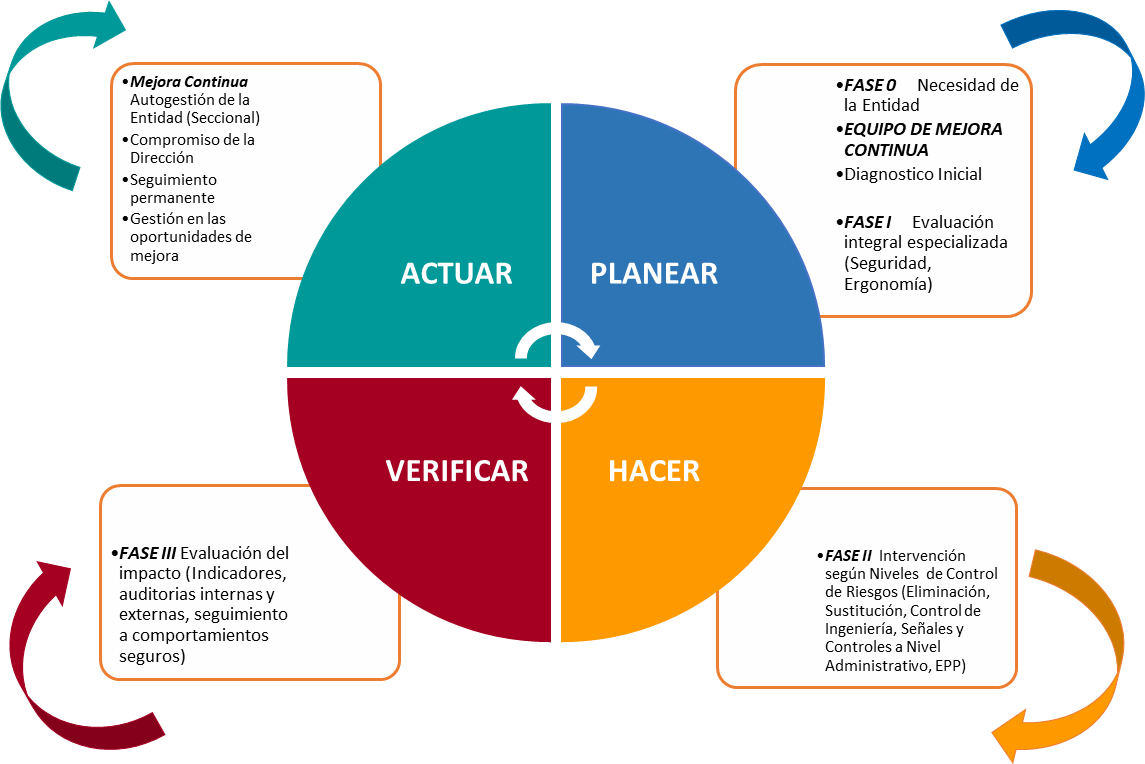 •Mejora Continua
Autogestión de la
Entidad (Seccional)
•Compromiso de la
Dirección
•Seguimiento
permanente
•Gestión en las
oportunidades de
mejora
•FASE 0 Necesidad de
la Entidad
•EQUIPO DE MEJORA
CONTINUA
•Diagnostico Inicial
•FASE I Evaluación
integral especializada
(Seguridad,
Ergonomía)
ACTUAR
PLANEAR
VERIFICAR
HACER
•FASE III Evaluación del
impacto (Indicadores,
auditorias internas y
externas, seguimiento
a comportamientos
seguros)
•FASE II Intervención
según Niveles de Control
de Riesgos (Eliminación,
Sustitución, Control de
Ingeniería, Señales y
Controles a Nivel
Administrativo, EPP)